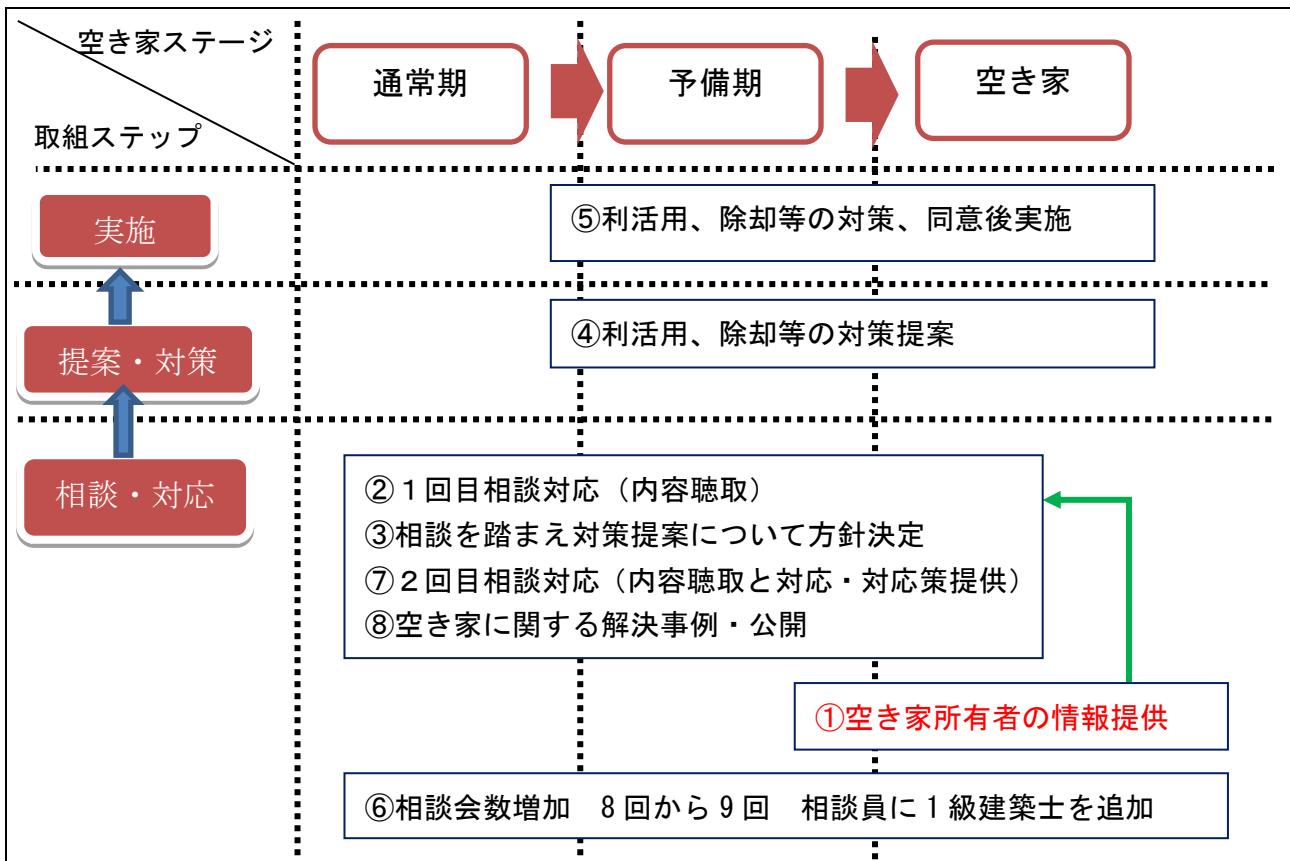 空き家ステージ
取組ステップ
通常期
予備期
空き家
実施
⑤利活用、除却等の対策、同意後実施
提案・対策
④利活用、除却等の対策提案
相談・対応
②１回目相談対応（内容聴取）
③相談を踏まえ対策提案について方針決定
⑦２回目相談対応（内容聴取と対応・対応策提供）
⑧空き家に関する解決事例・公開
①空き家所有者の情報提供
⑥相談会数増加　8 回から 9 回　相談員に 1 級建築士を追加